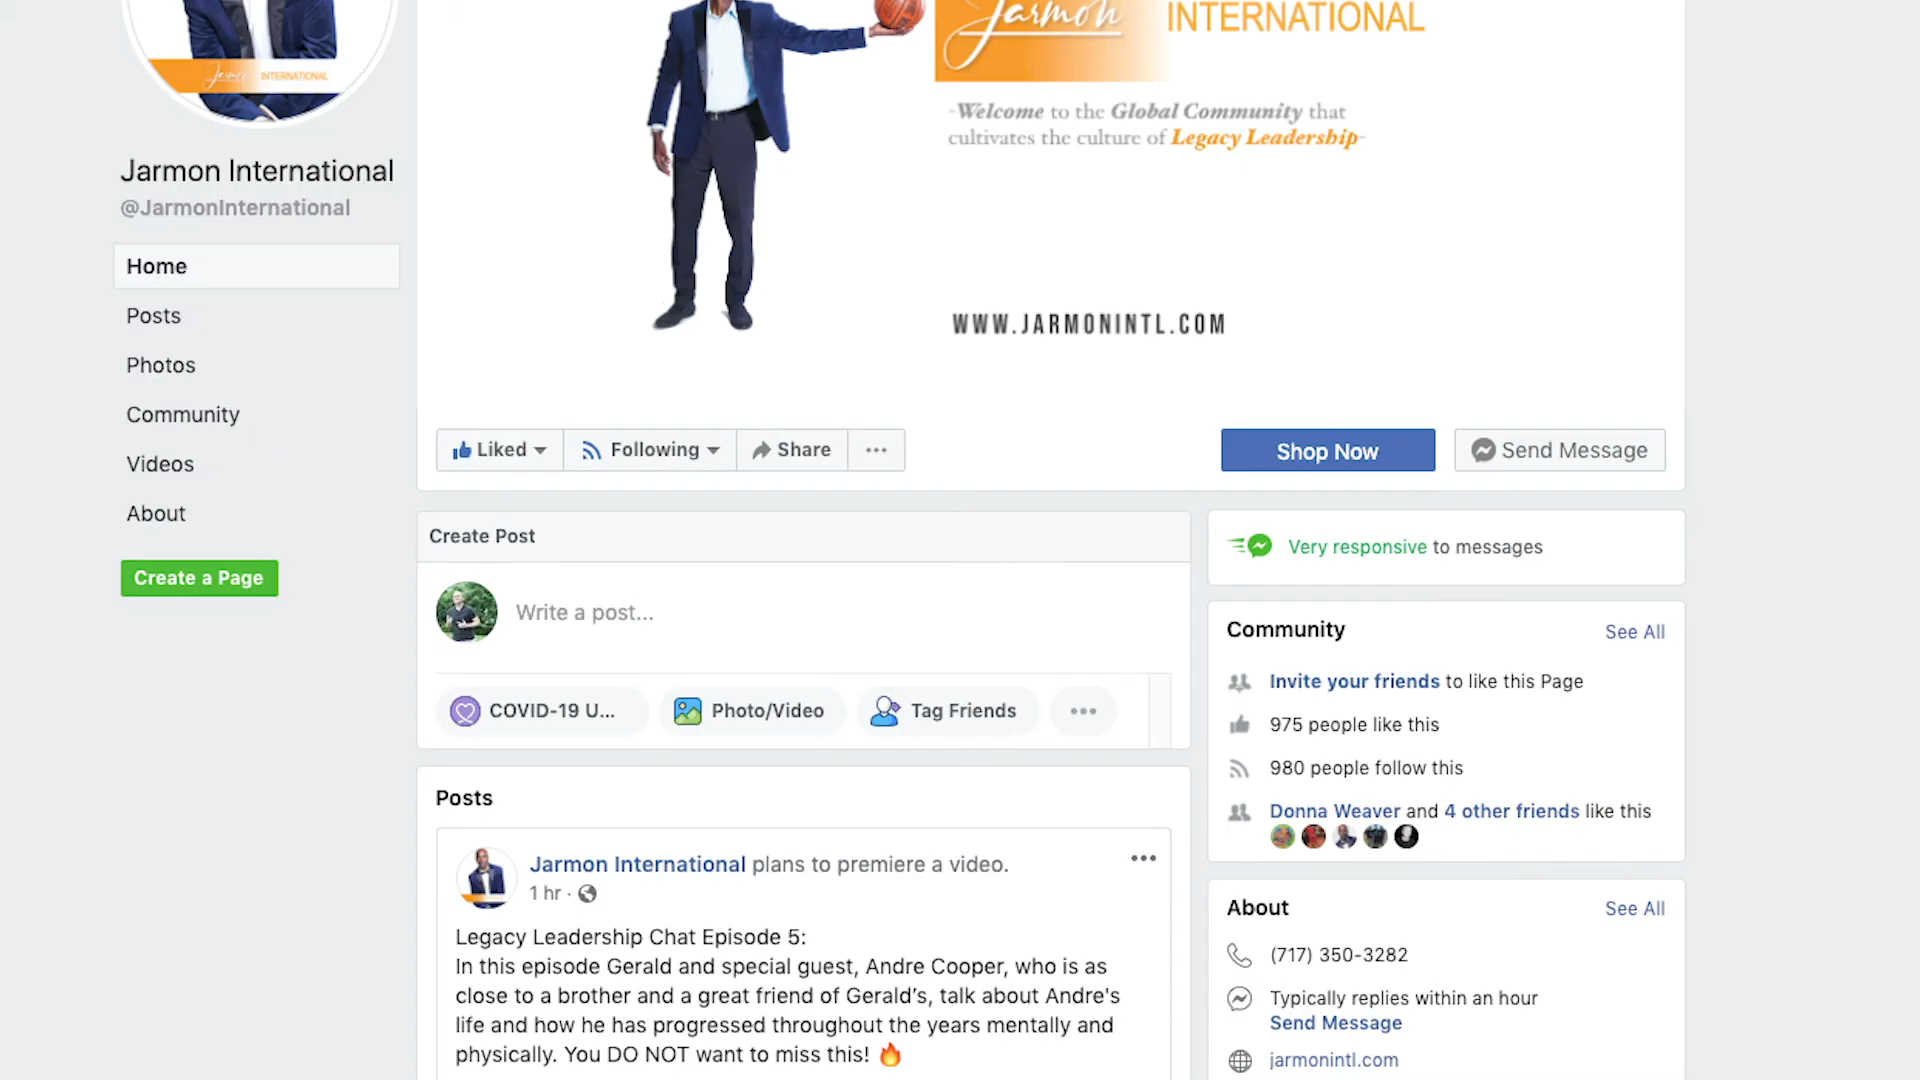 Jarmon INTERNATIONAL
-Welcome to the Global Community that
cultivates the culture of Legacy Leadership-
WWW.JARMONINTL.COM
Jarmon INTERNATIONAL
Jarmon International
@JarmonInternational
Home
Posts
Photos
Community
Videos
About
Create a Page
Liked
Following
Share
Shop Now
Send Message
Create Post
Write a post...
COVID-19 U...
Photo/Video
Tag Friends
Posts
Jarmon International plans to premiere a video.
1 hr ·
Legacy Leadership Chat Episode 5:
In this episode Gerald and special guest, Andre Cooper, who is as
close to a brother and a great friend of Gerald’s, talk about Andre's
life and how he has progressed throughout the years mentally and
physically. You DO NOT want to miss this! 🔥
Very responsive to messages
Community
See All
Invite your friends to like this Page
975 people like this
980 people follow this
Donna Weaver and 4 other friends like this
About
See All
(717) 350-3282
Typically replies within an hour
Send Message
jarmonintl.com